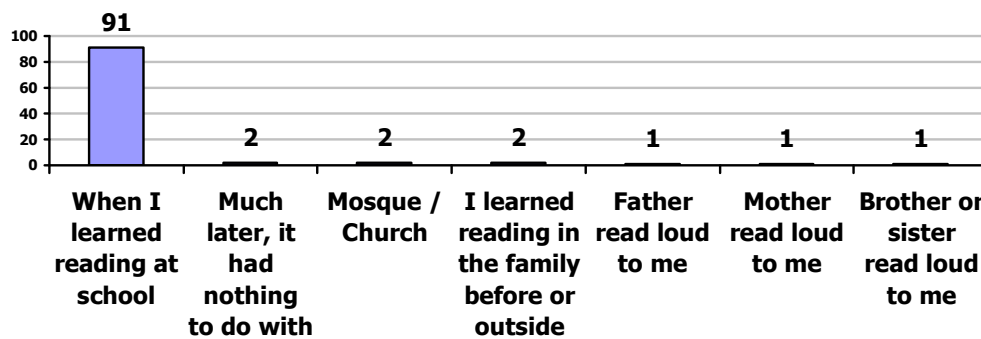 91
100
80
60
40
20
0
2
2
2
1
1
1
When I
learned
reading at
school
Much
later, it
had
nothing
to do with
Mosque /
Church
I learned
reading in
the family
before or
outside
Father
read loud
to me
Mother
read loud
to me
Brother or
sister
read loud
to me